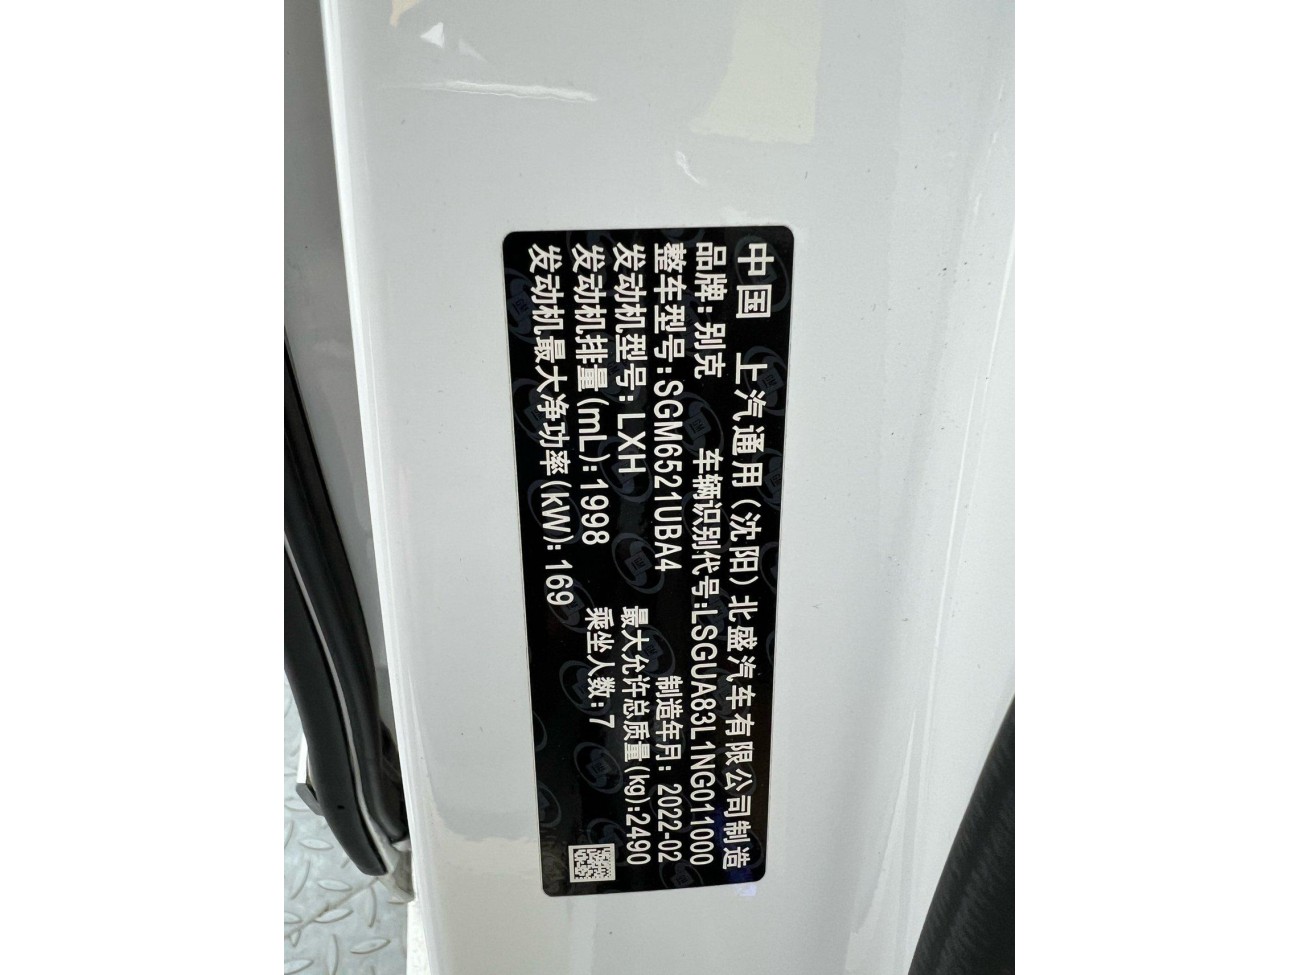 中国 上汽通用(沈阳)北盛汽车有限公司制造
品牌:别克 车辆识别代号:LSGUA83L1NG011000
整车型号:SGM6521UBA4 制造年月:2022-02
发动机型号:LXH 最大允许总质量(kg):2490
发动机排量(mL):1998 乘坐人数:7
发动机最大净功率(kW):169